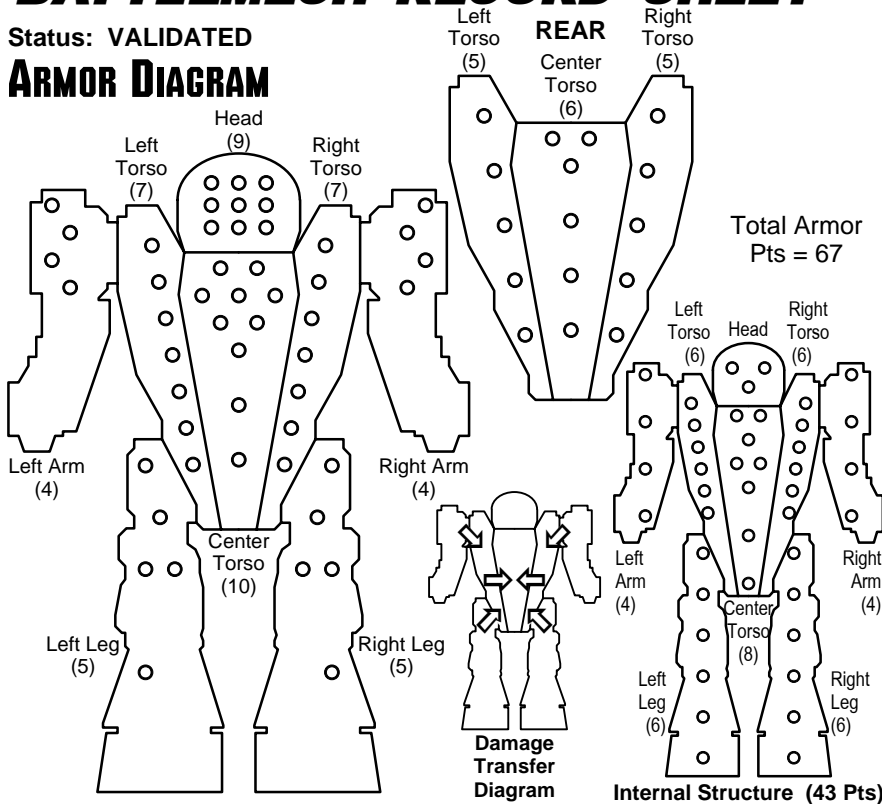 Status: VALIDATED
ARMOR DIAGRAM
Head
(9)
Left
Torso
(7)
Right
Torso
(7)
Left Arm
(4)
Right Arm
(4)
Center
Torso
(10)
Left Leg
(5)
Right Leg
(5)
REAR
Left
Torso
(5)
Center
Torso
(6)
Right
Torso
(5)
Total Armor
Pts = 67
Left
Torso
(6)
Head
Right
Torso
(6)
Left
Arm
(4)
Right
Arm
(4)
Center
Torso
(8)
Left
Leg
(6)
Right
Leg
(6)
Damage
Transfer
Diagram
Internal Structure (43 Pts)